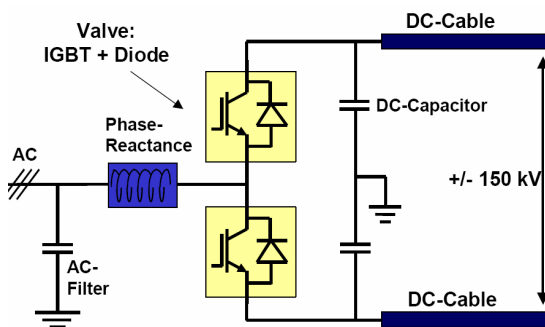 Valve:
IGBT + Diode
DC-Cable
Phase-
Reactance
DC-Capacitor
AC
+/- 150 kV
AC-
Filter
DC-Cable